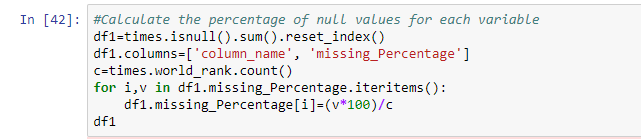 In [42]: #Calculate the percentage of null values for each variable
df1=times.isnull().sum().reset_index()
df1.columns=['column_name', 'missing_Percentage']
c=times.world_rank.count()
for i,v in df1.missing_Percentage.iteritems():
    df1.missing_Percentage[i]=(v*100)/c
df1